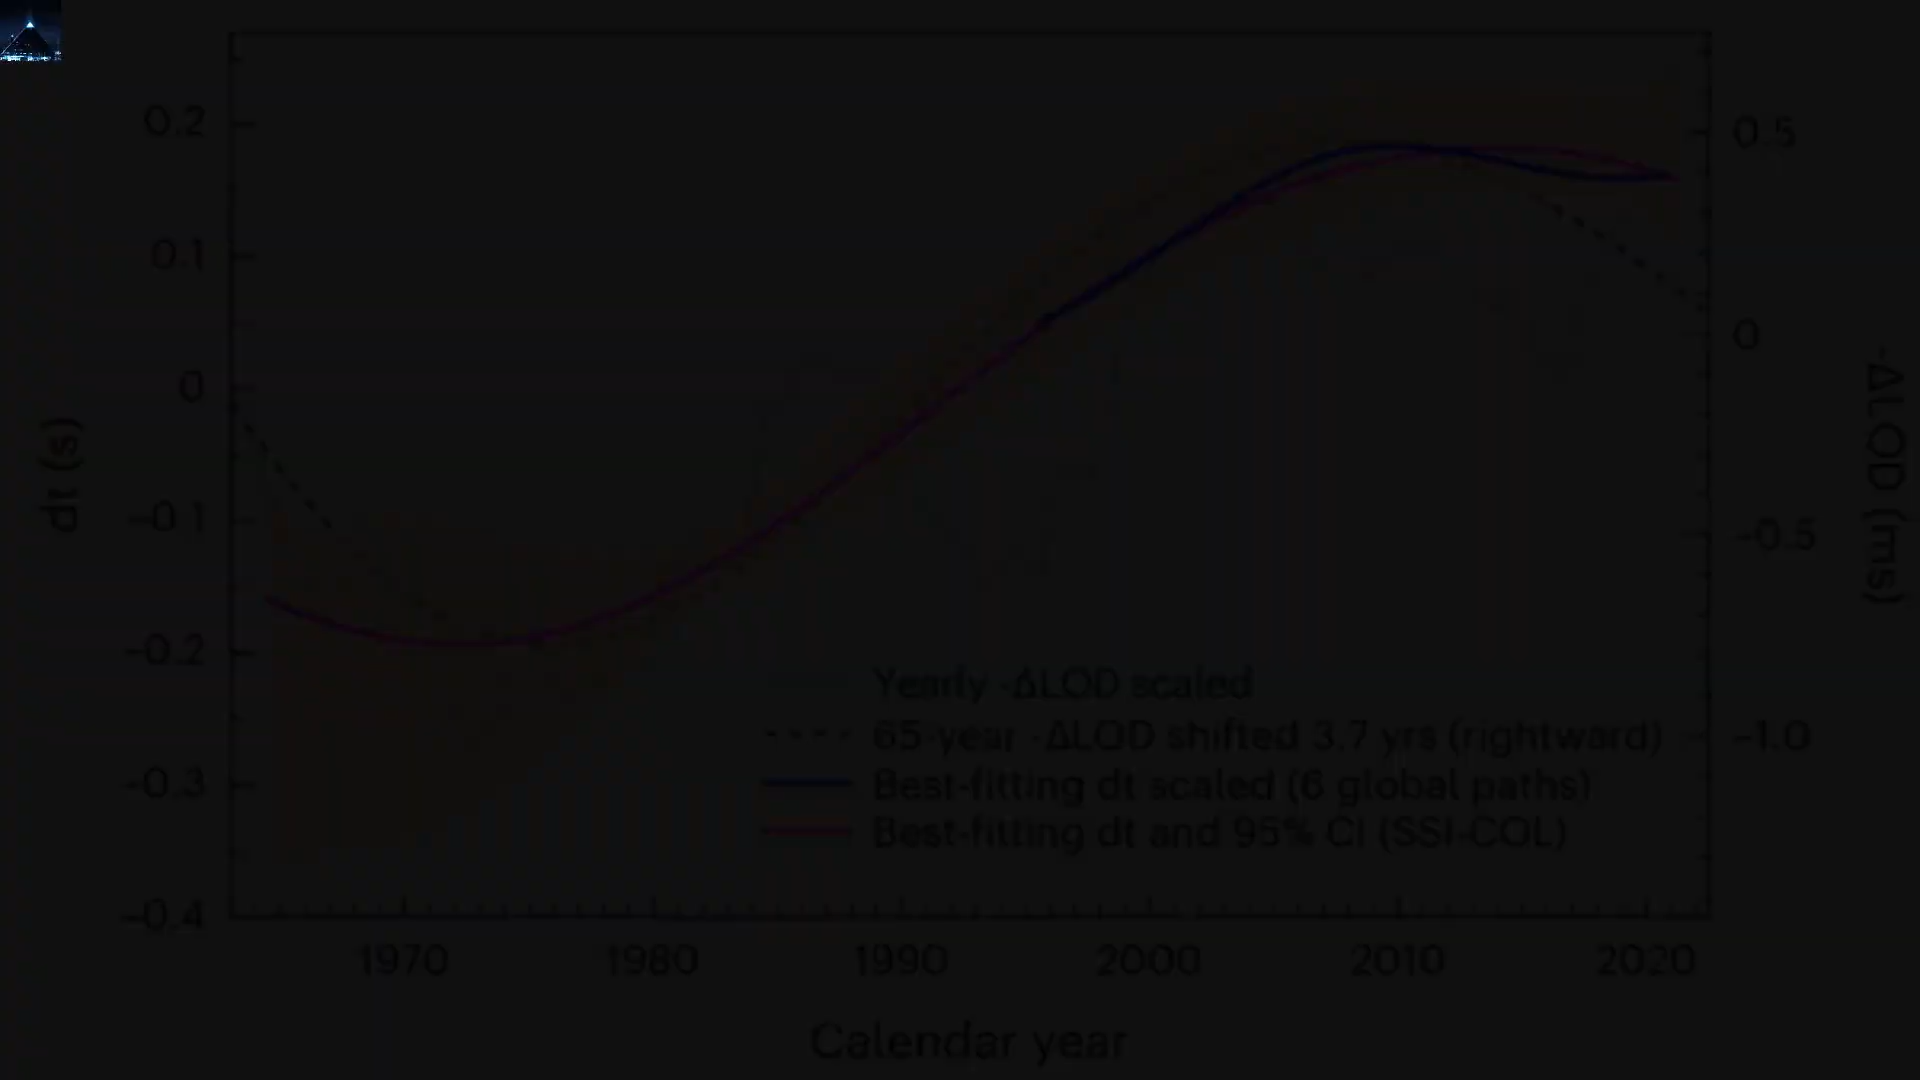 0.2
0.1
0
-0.1
-0.2
-0.3
-0.4
dt (s)
0.5
0
-0.5
-1.0
-ΔLOD (ms)
Yearly -ΔLOD scaled
65-year -ΔLOD shifted 3.7 yrs (rightward)
Best-fitting dt scaled (6 global paths)
Best-fitting dt and 95% CI (SSI-CQL)
1970 1980 1990 2000 2010 2020
Calendar year